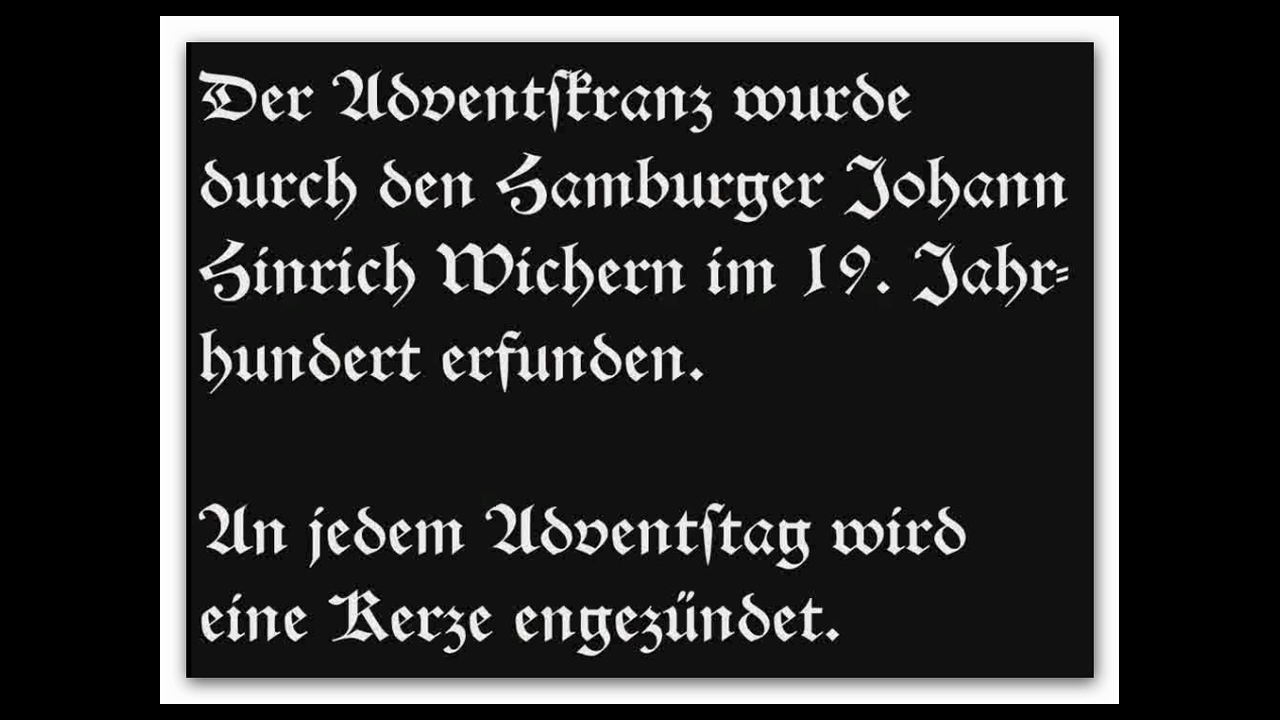 Der Adventſkranz wurde
durch den Hamburger Johann
Hinrich Wichern im 19. Jahr⸗
hundert erfunden.
An jedem Adventſtag wird
eine Kerze engezündet.